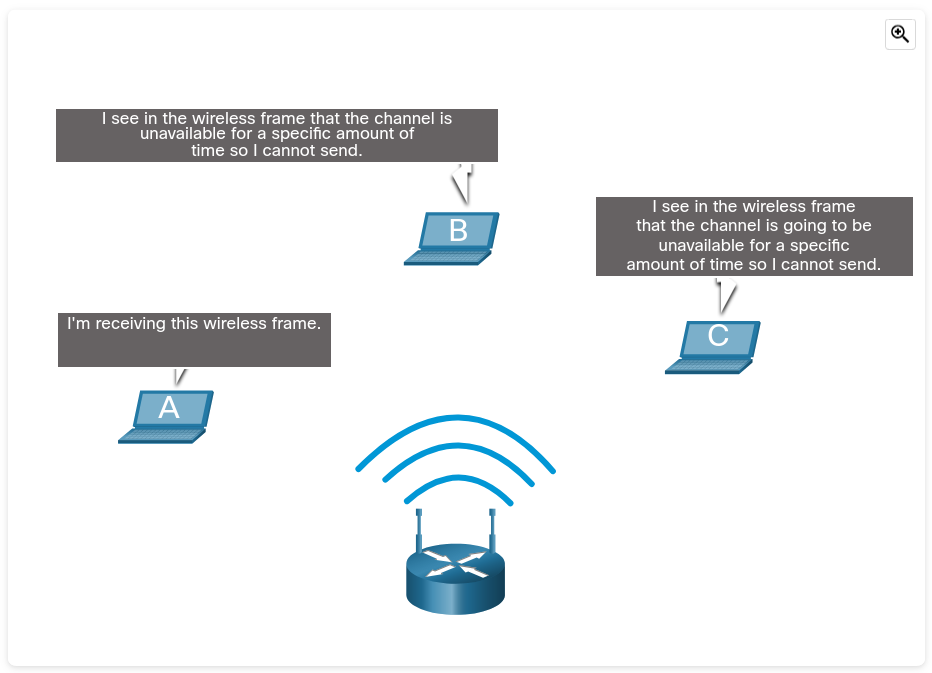 I see in the wireless frame that the channel is
unavailable for a specific amount of
time so I cannot send.
B
I see in the wireless frame
that the channel is going to be
unavailable for a specific
amount of time so I cannot send.
C
I'm receiving this wireless frame.
A